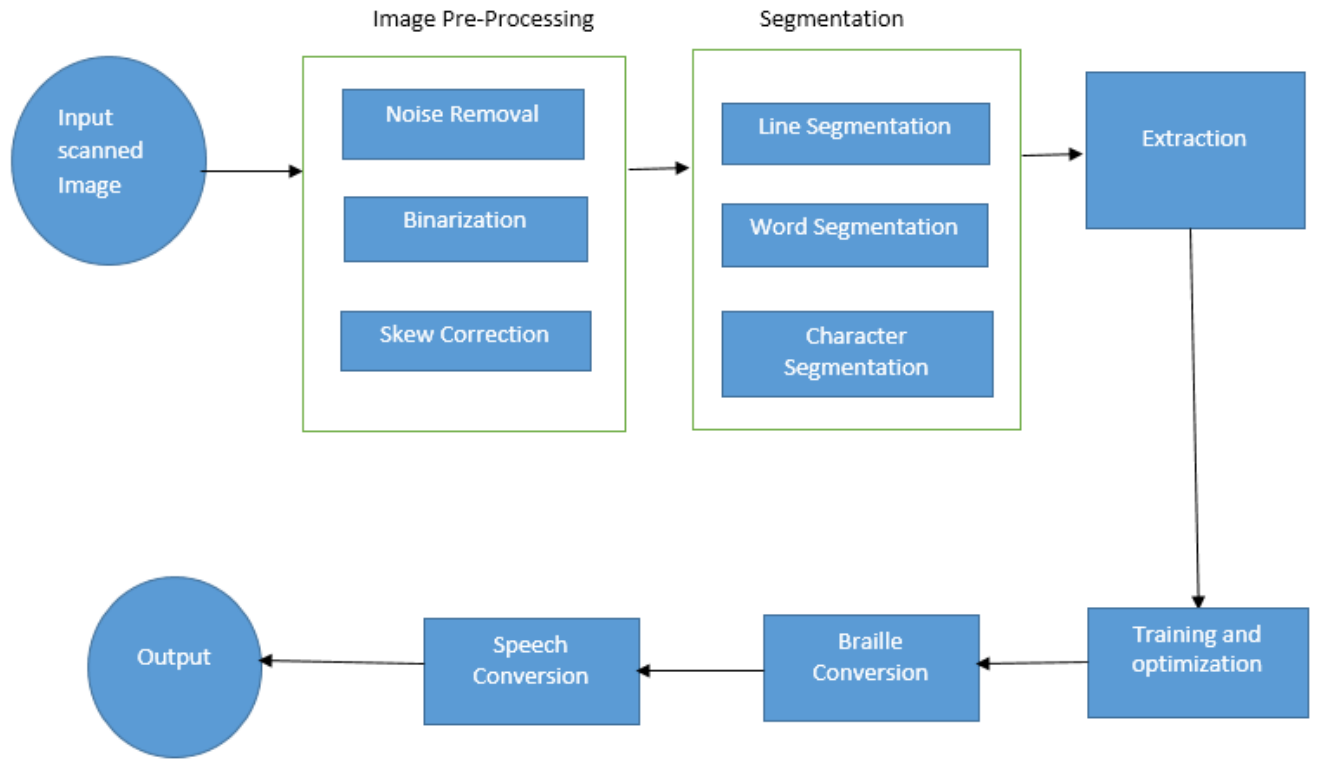 Image Pre-Processing
Segmentation
Input
scanned
Image
Noise Removal
Binarization
Skew Correction
Line Segmentation
Word Segmentation
Character
Segmentation
Extraction
Training and
optimization
Braille
Conversion
Speech
Conversion
Output